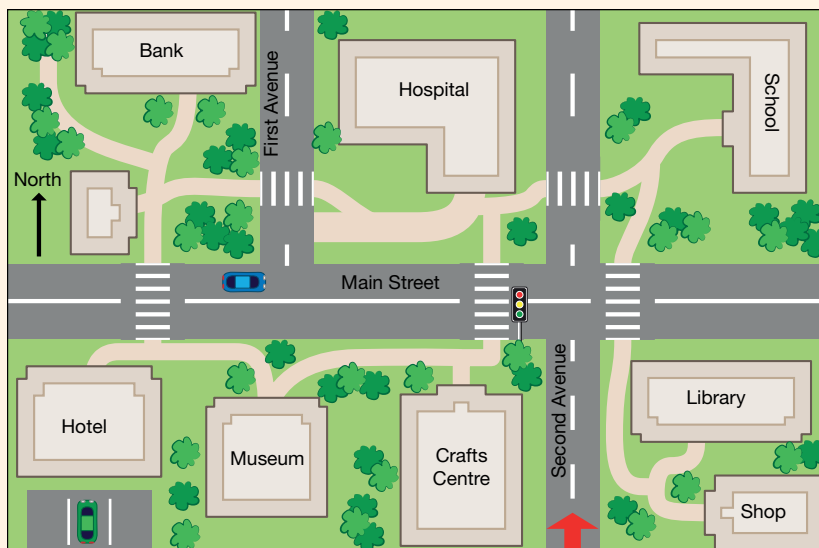 Bank
First Avenue
Hospital
School
North
Main Street
Hotel
Museum
Crafts
Centre
Second Avenue
Library
Shop